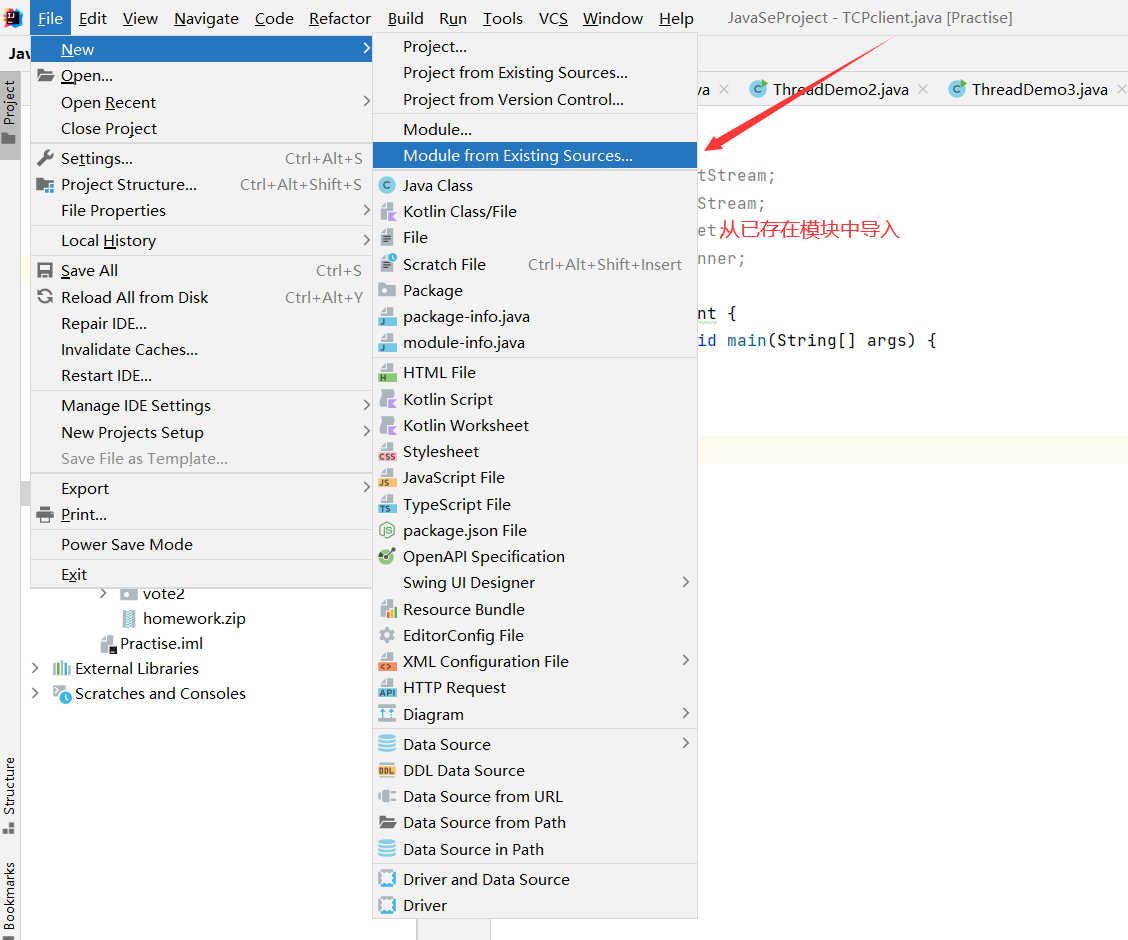 File Edit View Navigate Code Refactor Build Run Tools VCS Window Help JavaSeProject - TCPclient.java [Practise]
Jav
Project
New
Open...
Open Recent
Close Project
Settings... Ctrl+Alt+S
Project Structure... Ctrl+Alt+Shift+S
File Properties
Local History
Save All Ctrl+S
Reload All from Disk Ctrl+Alt+Y
Repair IDE...
Invalidate Caches...
Restart IDE...
Manage IDE Settings
New Projects Setup
Save File as Template...
Export
Print...
Power Save Mode
Exit
Project...
Project from Existing Sources...
Project from Version Control...
Module...
Module from Existing Sources...
Java Class
Kotlin Class/File
File
Scratch File Ctrl+Alt+Shift+Insert
Package
package-info.java
module-info.java
HTML File
Kotlin Script
Kotlin Worksheet
Stylesheet
JavaScript File
TypeScript File
package.json File
OpenAPI Specification
Swing UI Designer
Resource Bundle
EditorConfig File
XML Configuration File
HTTP Request
Diagram
Data Source
DDL Data Source
Data Source from URL
Data Source from Path
Data Source in Path
Driver and Data Source
Driver
va ThreadDemo2.java ThreadDemo3.java
tStream;
Stream;
et;从已存在模块中导入
nner;
nt {
id main(String[] args) {
vote2
homework.zip
Practise.iml
External Libraries
Scratches and Consoles
Structure
Bookmarks